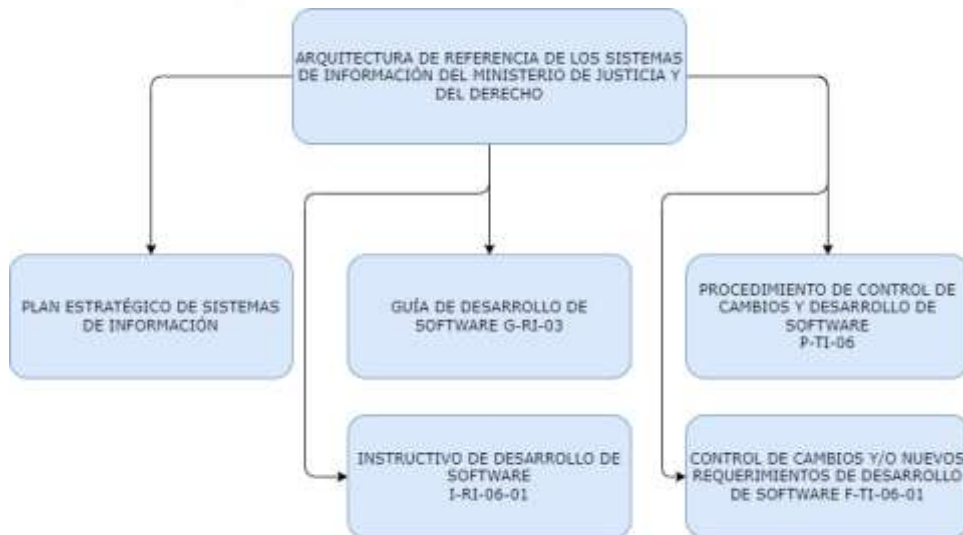 ARQUITECTURA DE REFERENCIA DE LOS SISTEMAS
DE INFORMACIÓN DEL MINISTERIO DE JUSTICIA Y
DEL DERECHO
PLAN ESTRATÉGICO DE SISTEMAS
DE INFORMACIÓN
GUÍA DE DESARROLLO DE
SOFTWARE G-RI-03
PROCEDIMIENTO DE CONTROL DE
CAMBIOS Y DESARROLLO DE
SOFTWARE
P-TI-06
INSTRUCTIVO DE DESARROLLO DE
SOFTWARE
I-RI-06-01
CONTROL DE CAMBIOS Y/O NUEVOS
REQUERIMIENTOS DE DESARROLLO
DE SOFTWARE F-TI-06-01